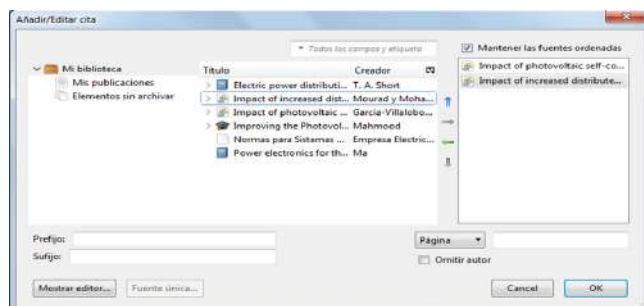 Añadir/Editar cita
Todos los campos y etiqueta
Mantener las fuentes ordenadas
Mi biblioteca
Mis publicaciones
Elementos sin archivar
Título Creador
Electric power distributi... T. A. Short
Impact of increased dist... Mourad y Moha...
Impact of photovoltaic ... Garcia-Villalobo...
Improving the Photovol... Mahmood
Normas para Sistemas ... Empresa Electric...
Power electronics for th... Ma
Impact of photovoltaic self-co...
Impact of increased distribute...
Prefijo:
Sufijo:
Página
Omitir autor
Mostrar editor...
Fuente única...
Cancel
OK